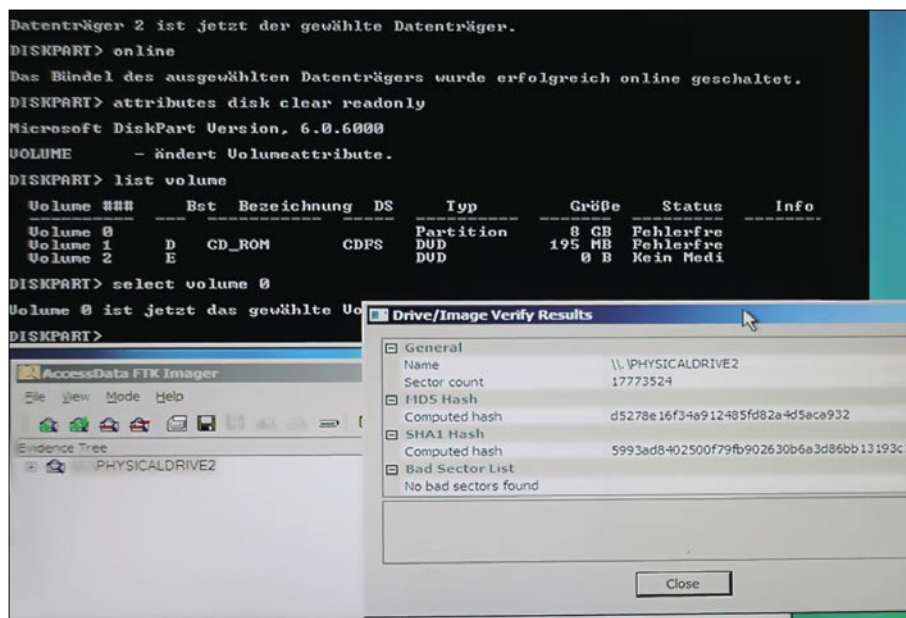 Datenträger 2 ist jetzt der gewählte Datenträger.
DISKPART> online
Das Bündel des ausgewählten Datenträgers wurde erfolgreich online geschaltet.
DISKPART> attributes disk clear readonly
Microsoft DiskPart Version, 6.0.6000
VOLUME - ändert Volumeattribute.
DISKPART> list volume
Volume ### Bst Bezeichnung DS Typ Größe Status Info
Volume 0 Partition 8 GB Fehlerfre
Volume 1 D CD_ROM CDFS DVD 195 MB Fehlerfre
Volume 2 E DVD 0 B Kein Medi
DISKPART> select volume 0
Volume 0 ist jetzt das gewählte Vo
DISKPART>
Drive/Image Verify Results
General
Name \\.\PHYSICALDRIVE2
Sector count 17773524
MD5 Hash
Computed hash d5278e16f34a912485fd82a4d5aca932
SHA1 Hash
Computed hash 5993ad8402500f79fb902630b6a3d86bb13193c
Bad Sector List
No bad sectors found
Close
AccessData FTK Imager
File View Mode Help
Evidence Tree
PHYSICALDRIVE2